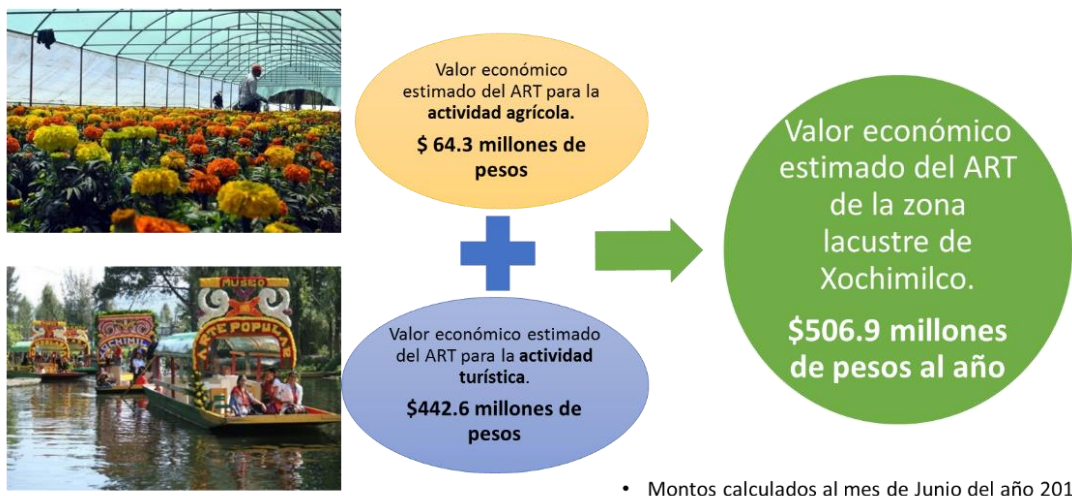 Valor económico
estimado del ART para la
actividad agrícola.
$ 64.3 millones de
pesos
Valor económico estimado
del ART para la actividad
turística.
$442.6 millones de
pesos
Valor económico
estimado del ART
de la zona
lacustre de
Xochimilco.
$506.9 millones
de pesos al año
MUSEO
ARTE POPULAR
XOCHIMIL
• Montos calculados al mes de Junio del año 201